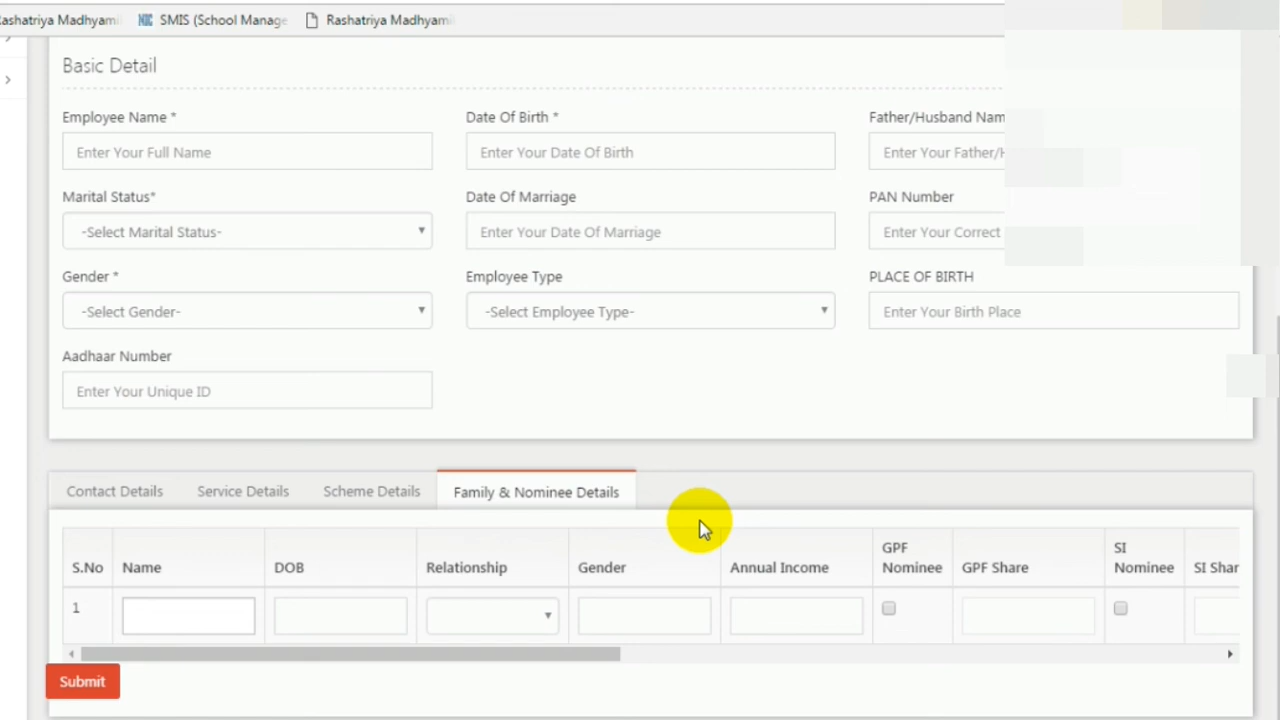 ashatriya Madhyami SMIS (School Manage Rashatriya Madhyami
Basic Detail
Employee Name * Date Of Birth * Father/Husband Nam
Enter Your Full Name Enter Your Date Of Birth Enter Your Father/H
Marital Status* Date Of Marriage PAN Number
-Select Marital Status- Enter Your Date Of Marriage Enter Your Correct
Gender * Employee Type PLACE OF BIRTH
-Select Gender- -Select Employee Type- Enter Your Birth Place
Aadhaar Number
Enter Your Unique ID
Contact Details Service Details Scheme Details Family & Nominee Details
S.No Name DOB Relationship Gender Annual Income GPF Nominee GPF Share SI Nominee SI Shar
1
Submit